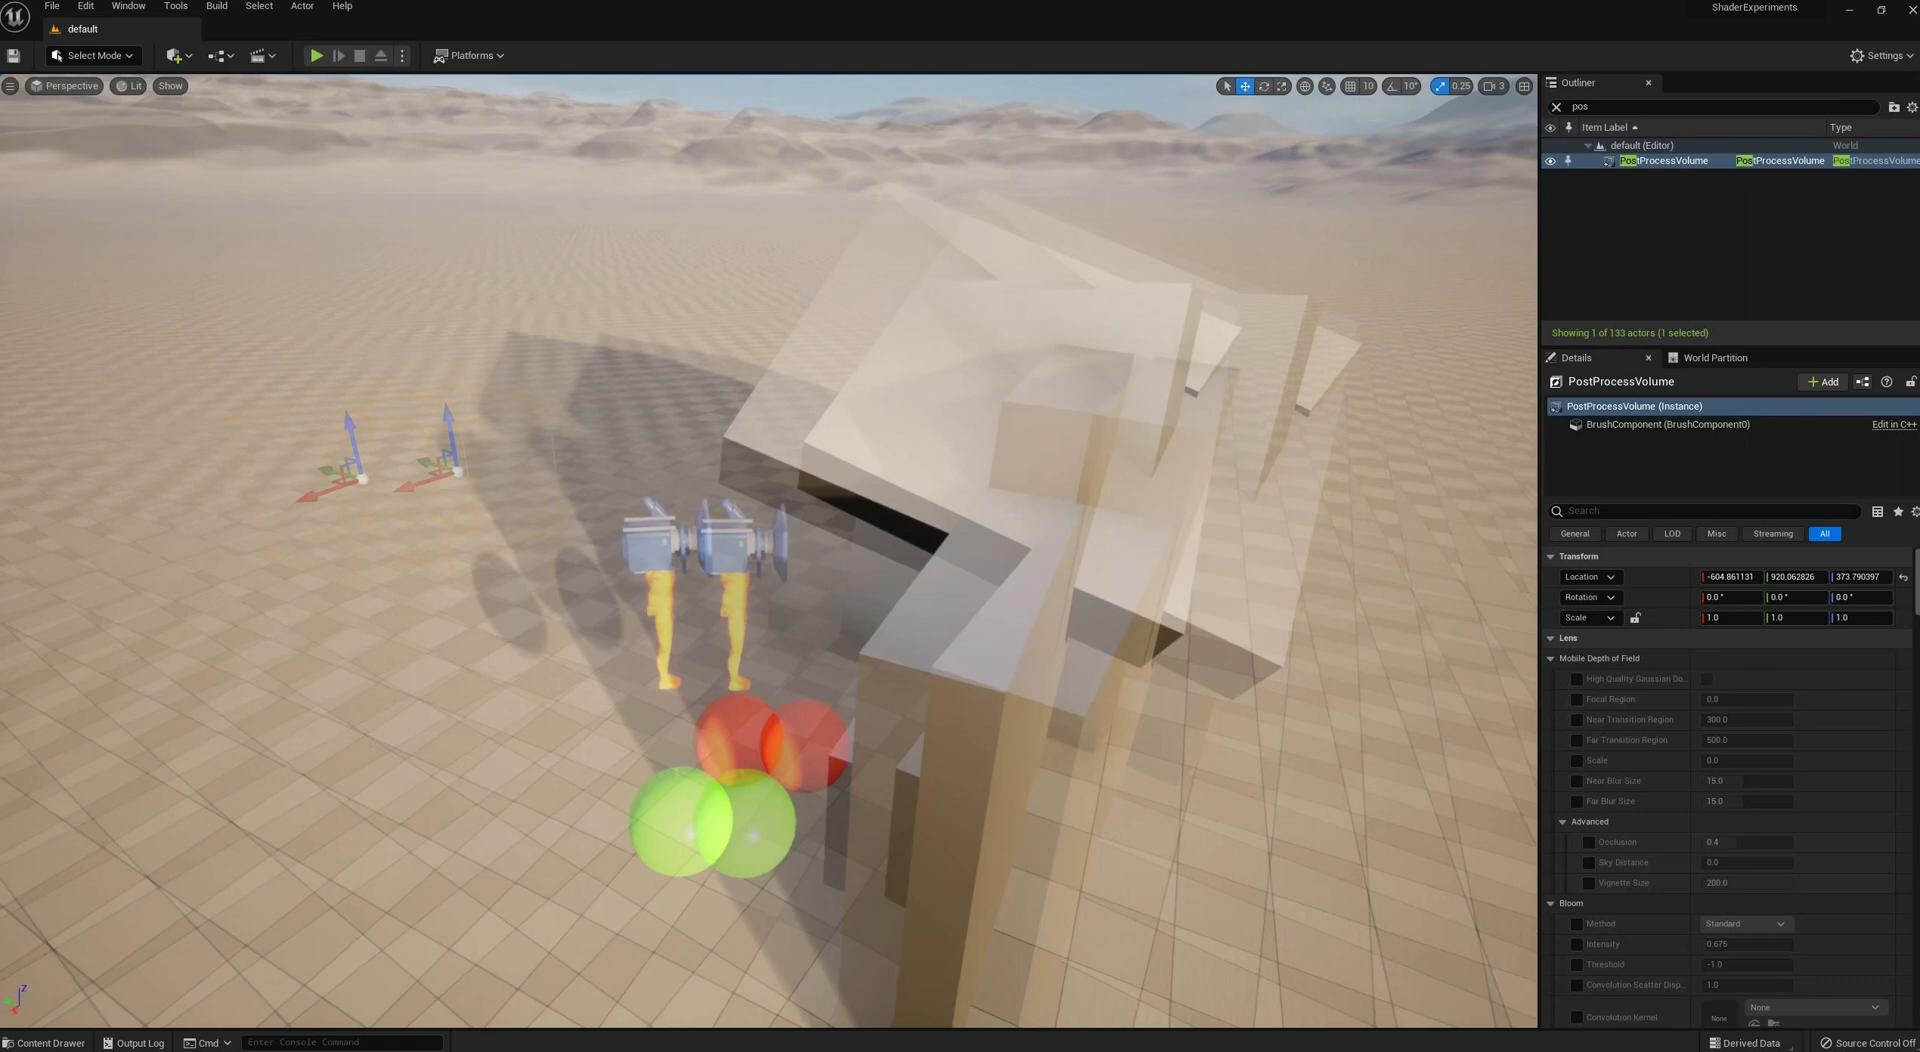 File Edit Window Tools Build Select Actor Help
ShaderExperiments
default
Select Mode
Platforms
Settings
Perspective Lit Show
10 10° 0.25 3
Outliner
pos
Item Label Type
default (Editor) World
PostProcessVolume PostProcessVolume PostProcessVolume
Showing 1 of 133 actors (1 selected)
Details World Partition
PostProcessVolume
Add
PostProcessVolume (Instance)
BrushComponent (BrushComponent0) Edit in C++
Search
General Actor LOD Misc Streaming All
Transform
Location -604.861131 920.062826 373.790397
Rotation 0.0 ° 0.0 ° 0.0 °
Scale 1.0 1.0 1.0
Lens
Mobile Depth of Field
High Quality Gaussian Do...
Focal Region 0.0
Near Transition Region 300.0
Far Transition Region 500.0
Scale 0.0
Near Blur Size 15.0
Far Blur Size 15.0
Advanced
Occlusion 0.4
Sky Distance 0.0
Vignette Size 200.0
Bloom
Method Standard
Intensity 0.675
Threshold -1.0
Convolution Scatter Disp... 1.0
None
Convolution Kernel None
Z
Content Drawer Output Log Cmd Enter Console Command
Derived Data Source Control Off